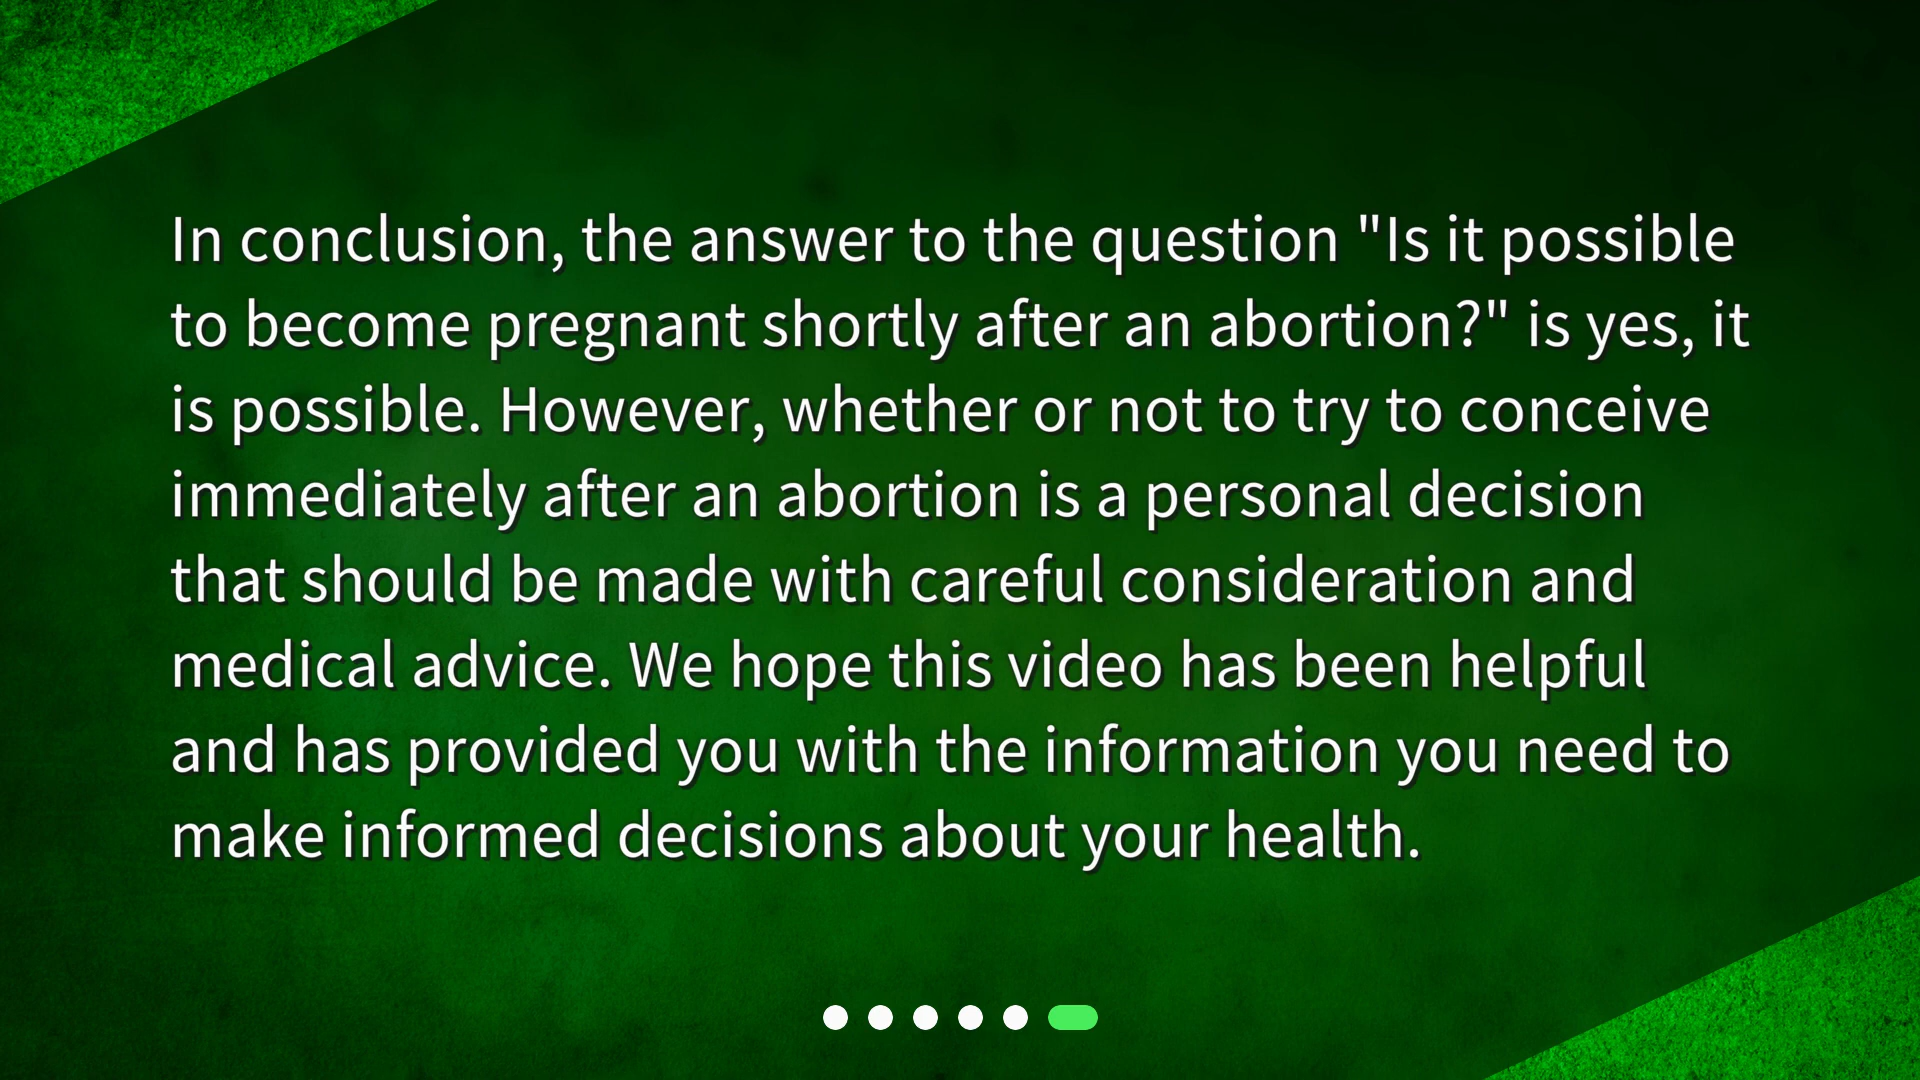 In conclusion, the answer to the question "Is it possible
to become pregnant shortly after an abortion?" is yes, it
is possible. However, whether or not to try to conceive
immediately after an abortion is a personal decision
that should be made with careful consideration and
medical advice. We hope this video has been helpful
and has provided you with the information you need to
make informed decisions about your health.